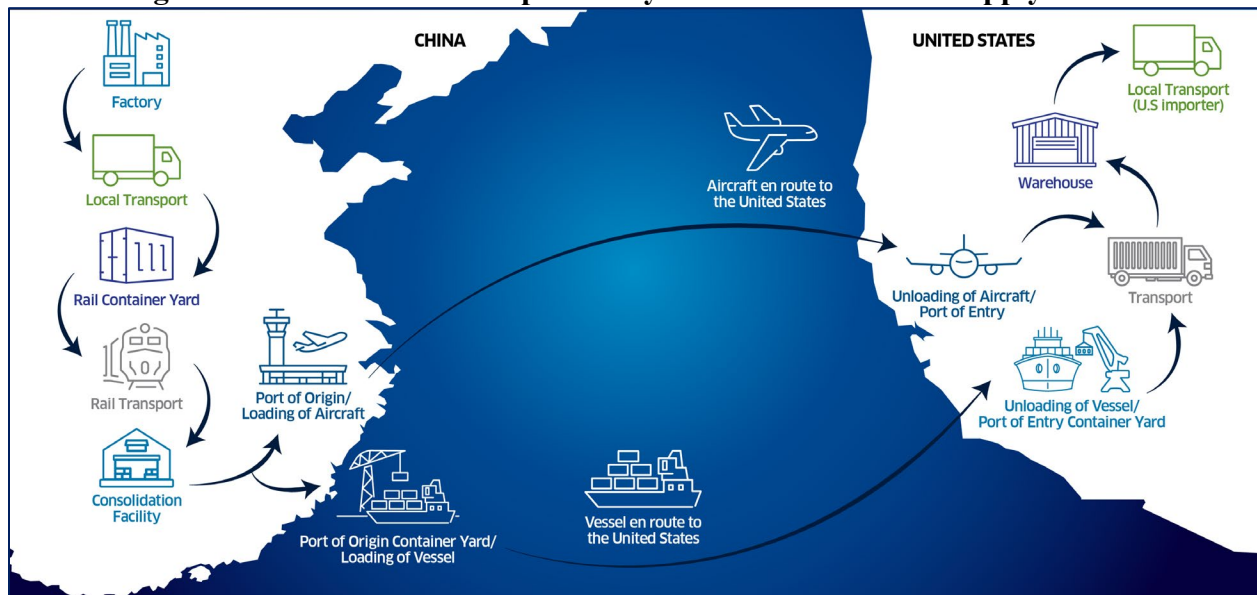 CHINA
UNITED STATES
Factory
Local Transport
Rail Container Yard
Rail Transport
Consolidation
Facility
Port of Origin/
Loading of Aircraft
Port of Origin Container Yard/
Loading of Vessel
Aircraft en route to
the United States
Vessel en route to
the United States
Unloading of Aircraft/
Port of Entry
Unloading of Vessel/
Port of Entry Container Yard
Transport
Warehouse
Local Transport
(U.S importer)